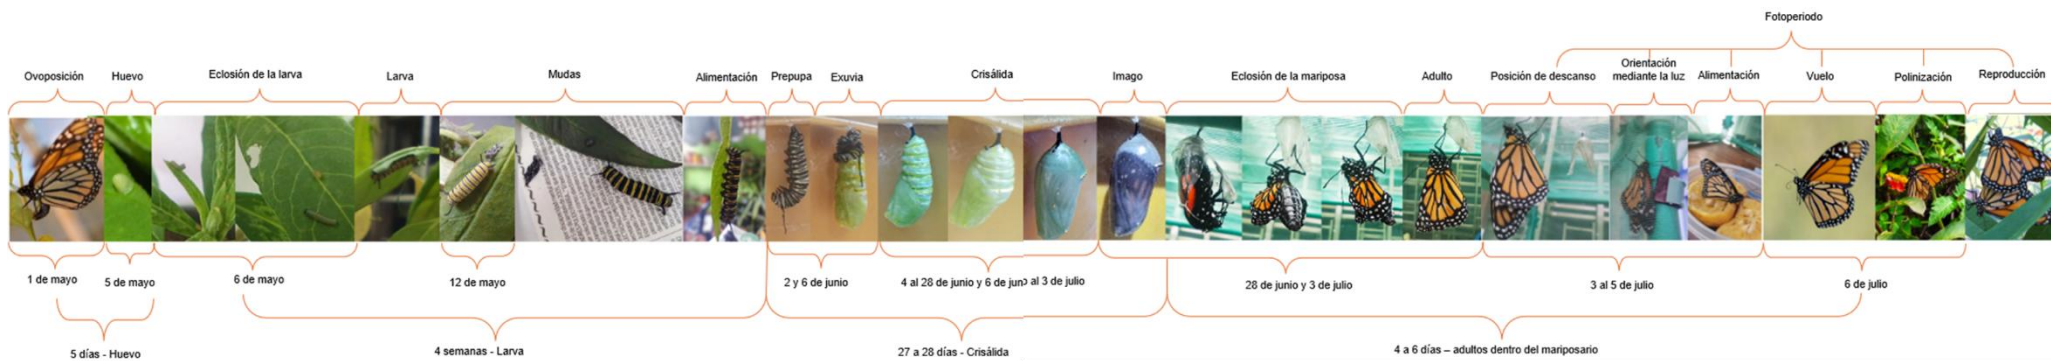 Fotoperiodo
Ovoposición
Huevo
Eclosión de la larva
Larva
Mudas
Alimentación
Prepupa
Exuvia
Crisálida
Imago
Eclosión de la mariposa
Adulto
Posición de descanso
Orientación
mediante la luz
Alimentación
Vuelo
Polinización
Reproducción
1 de mayo
5 de mayo
6 de mayo
12 de mayo
2 y 6 de junio
4 al 28 de junio y 6 de junio al 3 de julio
28 de junio y 3 de julio
3 al 5 de julio
6 de julio
5 días - Huevo
4 semanas - Larva
27 a 28 días - Crisálida
4 a 6 días – adultos dentro del mariposario